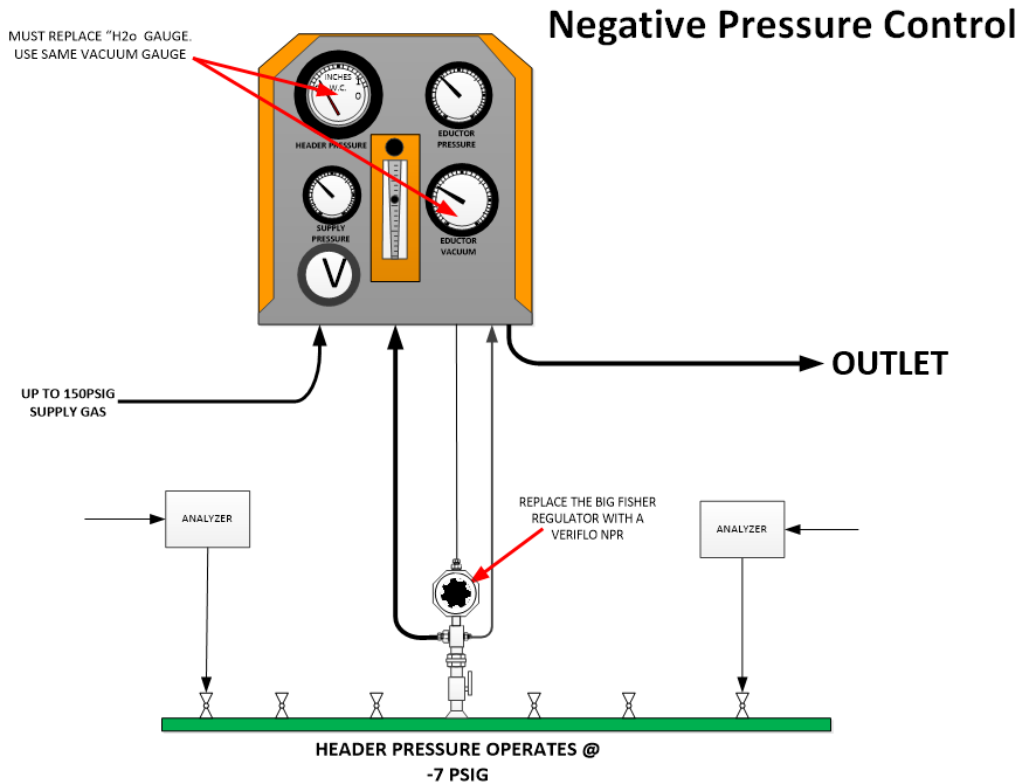 Negative Pressure Control
MUST REPLACE "H2o GAUGE.
USE SAME VACUUM GAUGE
INCHES
W.C.
1
0
HEADER PRESSURE
EDUCTOR
PRESSURE
SUPPLY
PRESSURE
EDUCTOR
VACUUM
V
OUTLET
UP TO 150PSIG
SUPPLY GAS
REPLACE THE BIG FISHER
REGULATOR WITH A
VERIFLO NPR
ANALYZER
ANALYZER
HEADER PRESSURE OPERATES @
-7 PSIG